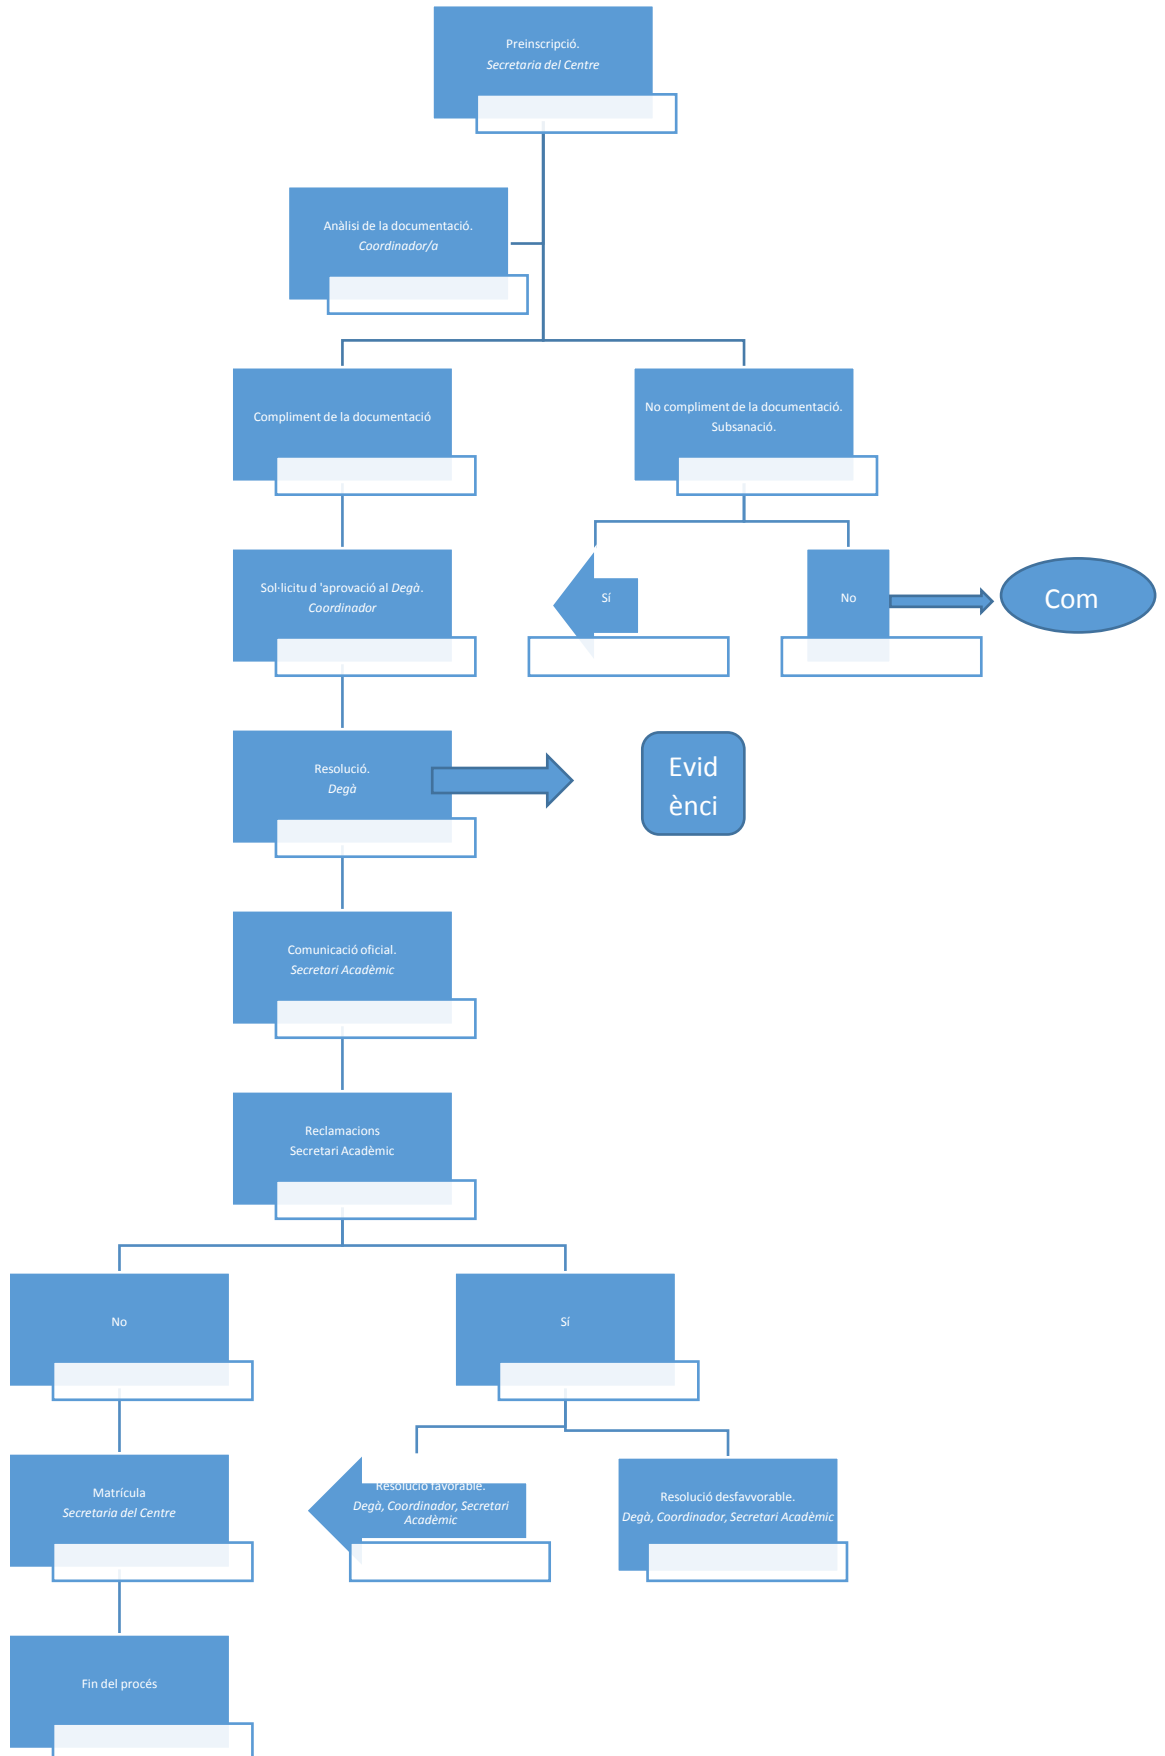 Preinscripció.
Secretaria del Centre
Anàlisi de la documentació.
Coordinador/a
Compliment de la documentació
No compliment de la documentació.
Subsanació.
Sol·licitu d 'aprovació al Degà.
Coordinador
Sí
No
Com
Resolució.
Degà
Evid
ènci
Comunicació oficial.
Secretari Acadèmic
Reclamacions
Secretari Acadèmic
No
Sí
Matrícula
Secretaria del Centre
Resolució favorable.
Degà, Coordinador, Secretari
Acadèmic
Resolució desfavvorable.
Degà, Coordinador, Secretari Acadèmic
Fin del procés